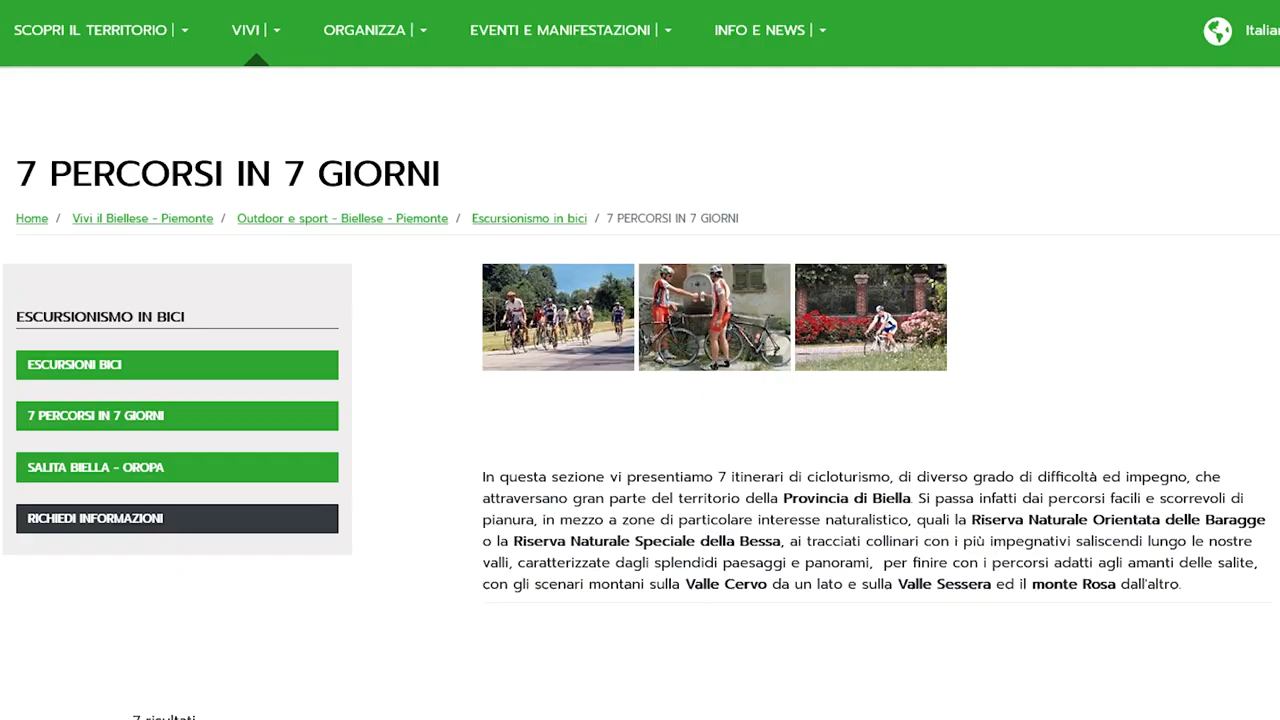 SCOPRI IL TERRITORIO | VIVI | ORGANIZZA | EVENTI E MANIFESTAZIONI | INFO E NEWS |
7 PERCORSI IN 7 GIORNI
Home / Vivi il Biellese - Piemonte / Outdoor e sport - Biellese - Piemonte / Escursionismo in bici / 7 PERCORSI IN 7 GIORNI
ESCURSIONISMO IN BICI
ESCURSIONI BICI
7 PERCORSI IN 7 GIORNI
SALITA BIELLA - OROPA
RICHIEDI INFORMAZIONI
In questa sezione vi presentiamo 7 itinerari di cicloturismo, di diverso grado di difficoltà ed impegno, che
attraversano gran parte del territorio della Provincia di Biella. Si passa infatti dai percorsi facili e scorrevoli di
pianura, in mezzo a zone di particolare interesse naturalistico, quali la Riserva Naturale Orientata delle Baragge
o la Riserva Naturale Speciale della Bessa, ai tracciati collinari con i più impegnativi saliscendi lungo le nostre
valli, caratterizzate dagli splendidi paesaggi e panorami, per finire con i percorsi adatti agli amanti delle salite,
con gli scenari montani sulla Valle Cervo da un lato e sulla Valle Sessera ed il monte Rosa dall'altro.
7 risultati